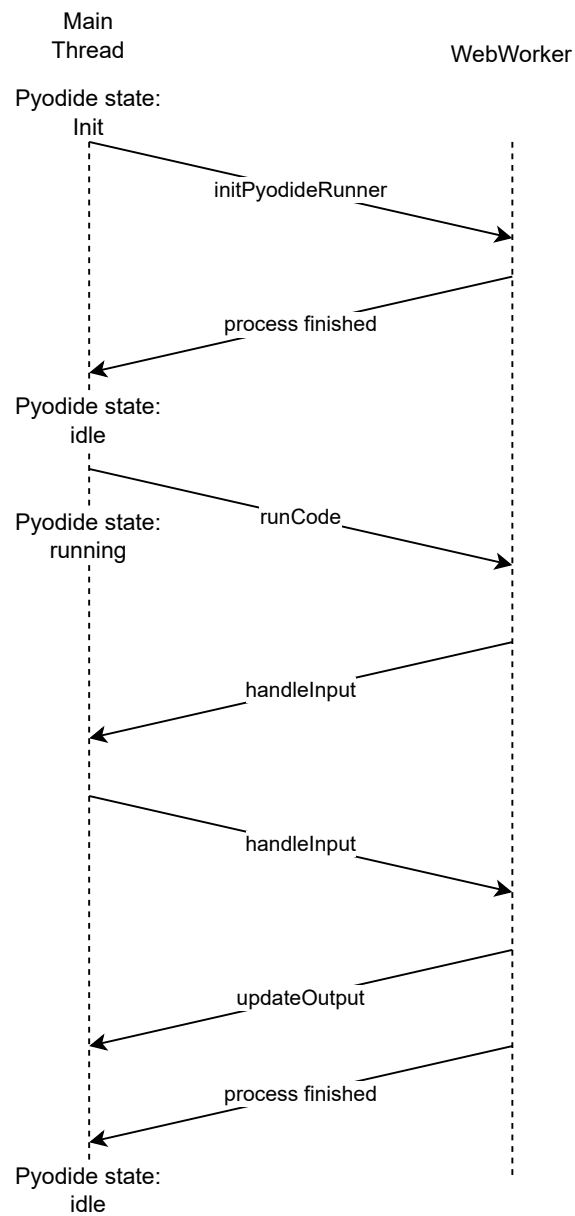 Main
Thread
WebWorker
Pyodide state:
Init
initPyodideRunner
process finished
Pyodide state:
idle
runCode
Pyodide state:
running
handleInput
handleInput
updateOutput
process finished
Pyodide state:
idle